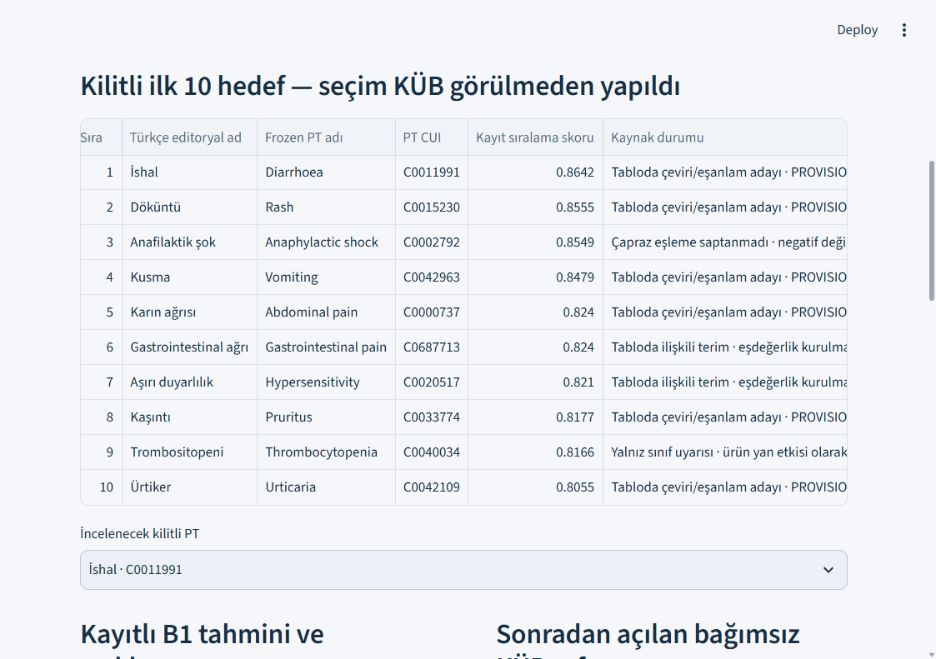 Deploy
Kilitli ilk 10 hedef — seçim KÜB görülmeden yapıldı
Sıra Türkçe editoryal ad Frozen PT adı PT CUI Kayıt sıralama skoru Kaynak durumu
1 İshal Diarrhoea C0011991 0.8642 Tabloda çeviri/eşanlam adayı · PROVISIO
2 Döküntü Rash C0015230 0.8555 Tabloda çeviri/eşanlam adayı · PROVISIO
3 Anafilaktik şok Anaphylactic shock C0002792 0.8549 Çapraz eşleme saptanmadı · negatif deği
4 Kusma Vomiting C0042963 0.8479 Tabloda çeviri/eşanlam adayı · PROVISIO
5 Karın ağrısı Abdominal pain C0000737 0.824 Tabloda çeviri/eşanlam adayı · PROVISIO
6 Gastrointestinal ağrı Gastrointestinal pain C0687713 0.824 Tabloda ilişkili terim · eşdeğerlik kurulma
7 Aşırı duyarlılık Hypersensitivity C0020517 0.821 Tabloda ilişkili terim · eşdeğerlik kurulma
8 Kaşıntı Pruritus C0033774 0.8177 Tabloda çeviri/eşanlam adayı · PROVISIO
9 Trombositopeni Thrombocytopenia C0040034 0.8166 Yalnız sınıf uyarısı · ürün yan etkisi olarak
10 Ürtiker Urticaria C0042109 0.8055 Tabloda çeviri/eşanlam adayı · PROVISIO
İncelenecek kilitli PT
İshal · C0011991
Kayıtlı B1 tahmini ve
Sonradan açılan bağımsız